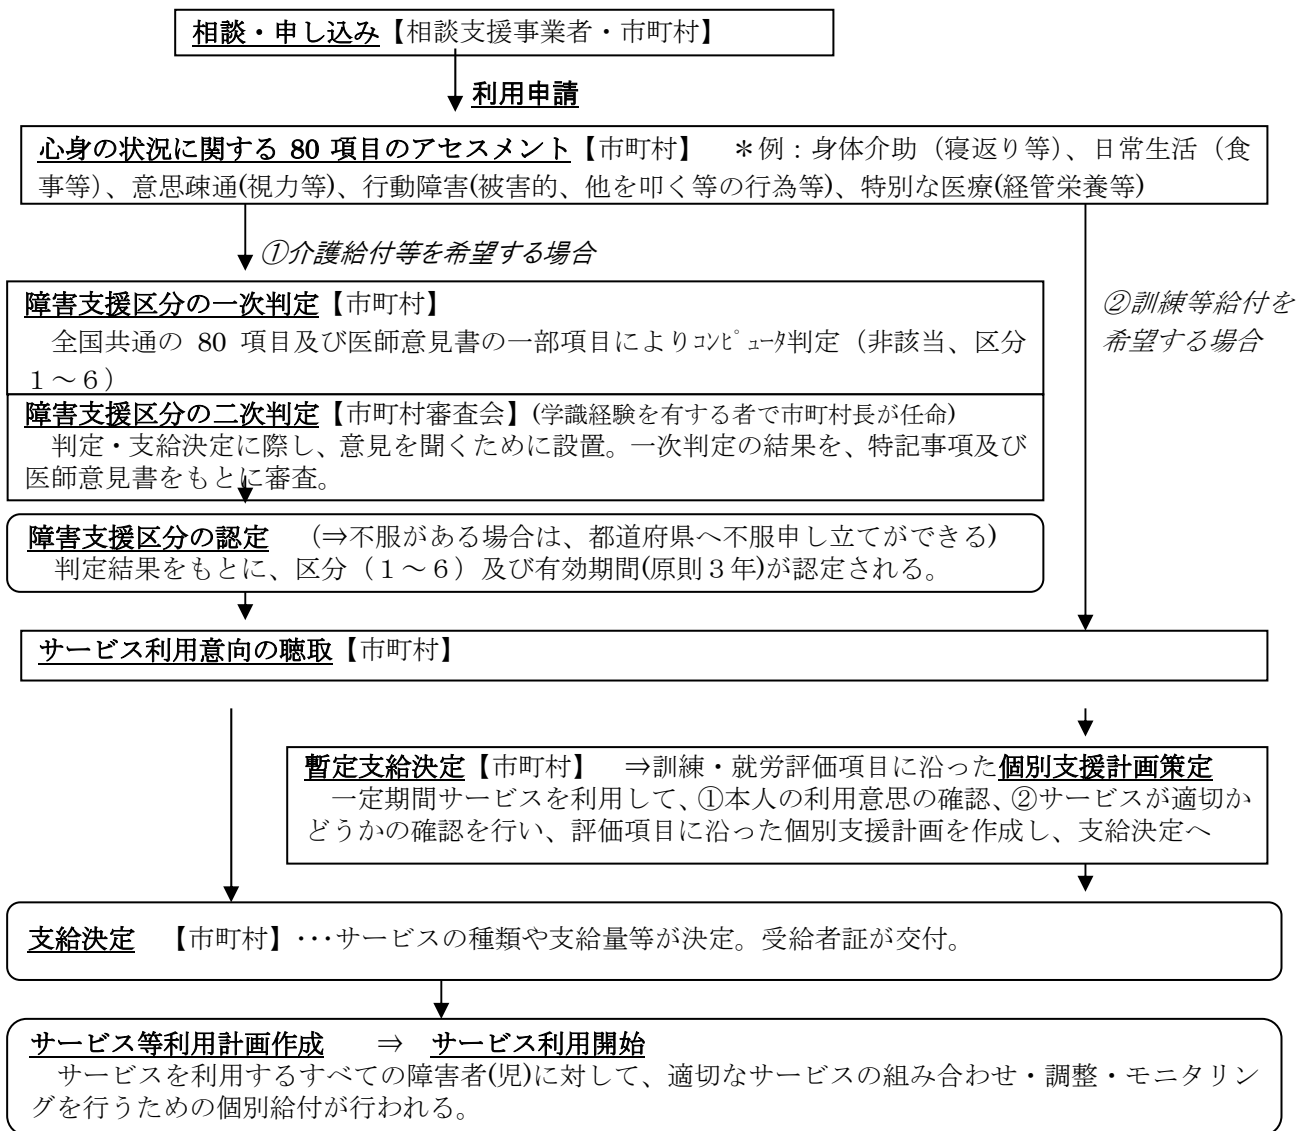 相談・申し込み【相談支援事業者・市町村】
利用申請
心身の状況に関する 80 項目のアセスメント【市町村】　＊例：身体介助（寝返り等）、日常生活（食
事等）、意思疎通(視力等)、行動障害(被害的、他を叩く等の行為等)、特別な医療(経管栄養等)
①介護給付等を希望する場合
②訓練等給付を
希望する場合
障害支援区分の一次判定【市町村】
全国共通の 80 項目及び医師意見書の一部項目によりｺﾝﾋﾟｭｰﾀ判定（非該当、区分
１～６）
障害支援区分の二次判定【市町村審査会】(学識経験を有する者で市町村長が任命)
判定・支給決定に際し、意見を聞くために設置。一次判定の結果を、特記事項及び
医師意見書をもとに審査。
障害支援区分の認定　（⇒不服がある場合は、都道府県へ不服申し立てができる)
判定結果をもとに、区分（１～６）及び有効期間(原則３年)が認定される。
サービス利用意向の聴取【市町村】
暫定支給決定【市町村】　⇒訓練・就労評価項目に沿った個別支援計画策定
一定期間サービスを利用して、①本人の利用意思の確認、②サービスが適切か
どうかの確認を行い、評価項目に沿った個別支援計画を作成し、支給決定へ
支給決定　【市町村】･･･サービスの種類や支給量等が決定。受給者証が交付。
サービス等利用計画作成　⇒　サービス利用開始
サービスを利用するすべての障害者(児)に対して、適切なサービスの組み合わせ・調整・モニタリン
グを行うための個別給付が行われる。